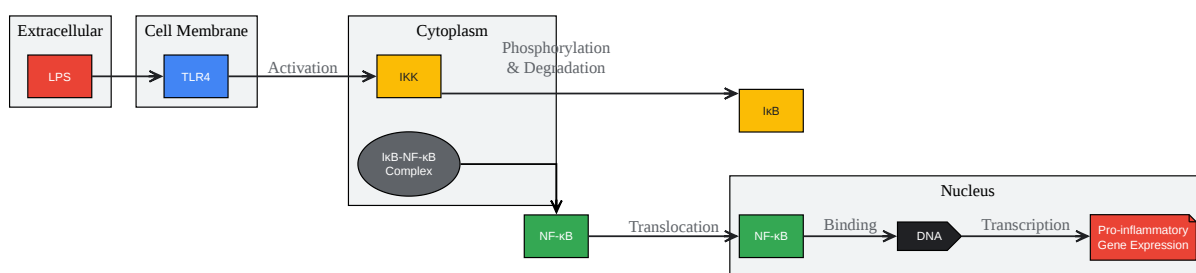 Extracellular
LPS
Cell Membrane
TLR4
Activation
Cytoplasm
IKK
Phosphorylation
& Degradation
IκB
IκB-NF-κB
Complex
NF-κB
Translocation
Nucleus
NF-κB
Binding
DNA
Transcription
Pro-inflammatory
Gene Expression